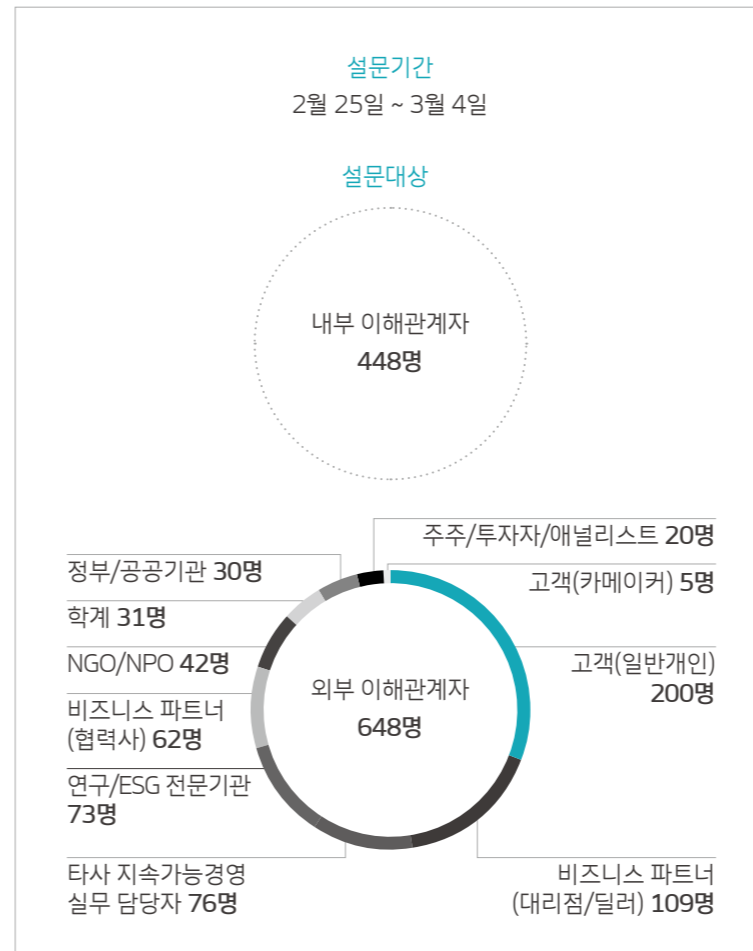 설문기간
2월 25일 ~ 3월 4일
설문대상
내부 이해관계자
448명
주주/투자자/애널리스트 20명
정부/공공기관 30명
고객(카메이커) 5명
학계 31명
NGO/NPO 42명
고객(일반개인)
200명
외부 이해관계자
648명
비즈니스 파트너
(협력사) 62명
연구/ESG 전문기관
73명
타사 지속가능경영
실무 담당자 76명
비즈니스 파트너
(대리점/딜러) 109명